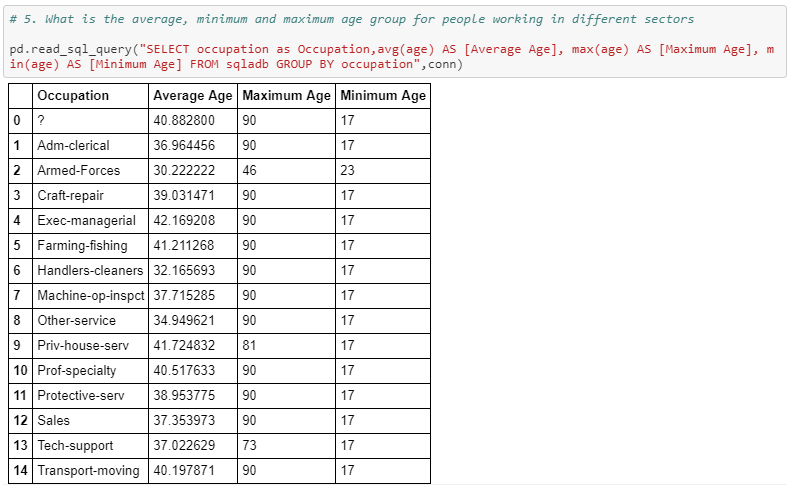 # 5. What is the average, minimum and maximum age group for people working in different sectors
pd.read_sql_query("SELECT occupation as Occupation,avg(age) AS [Average Age], max(age) AS [Maximum Age], m
in(age) AS [Minimum Age] FROM sqladb GROUP BY occupation",conn)
Occupation Average Age Maximum Age Minimum Age
0 ? 40.882800 90 17
1 Adm-clerical 36.964456 90 17
2 Armed-Forces 30.222222 46 23
3 Craft-repair 39.031471 90 17
4 Exec-managerial 42.169208 90 17
5 Farming-fishing 41.211268 90 17
6 Handlers-cleaners 32.165693 90 17
7 Machine-op-inspct 37.715285 90 17
8 Other-service 34.949621 90 17
9 Priv-house-serv 41.724832 81 17
10 Prof-specialty 40.517633 90 17
11 Protective-serv 38.953775 90 17
12 Sales 37.353973 90 17
13 Tech-support 37.022629 73 17
14 Transport-moving 40.197871 90 17